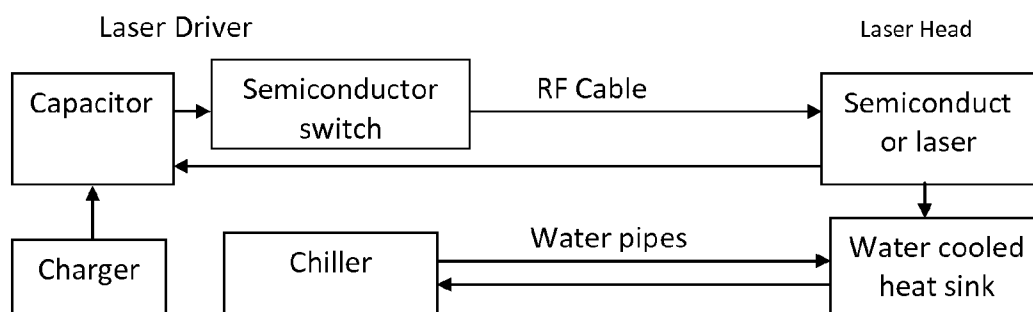 Laser Driver
Laser Head
Capacitor
Semiconductor
switch
RF Cable
Semiconduct
or laser
Charger
Chiller
Water pipes
Water cooled
heat sink